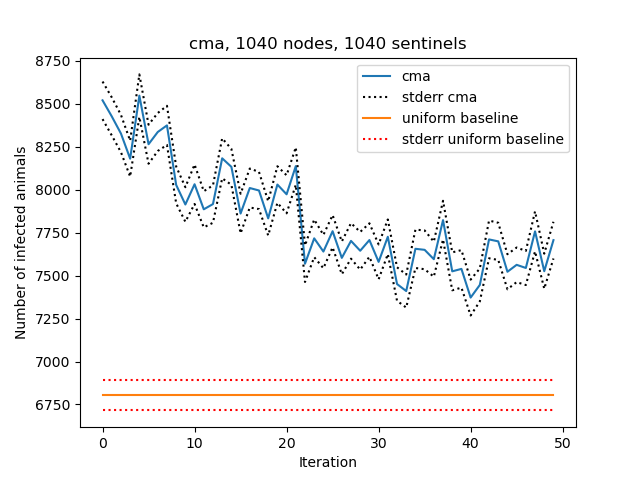 cma, 1040 nodes, 1040 sentinels
8750
8500
8250
8000
7750
7500
7250
7000
6750
Number of infected animals
cma
stderr cma
uniform baseline
stderr uniform baseline
0
10
20
30
40
50
Iteration